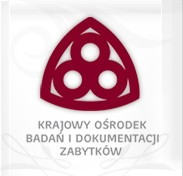 KRAJOWY OŚRODEK
BADAŃ I DOKUMENTACJI
ZABYTKÓW